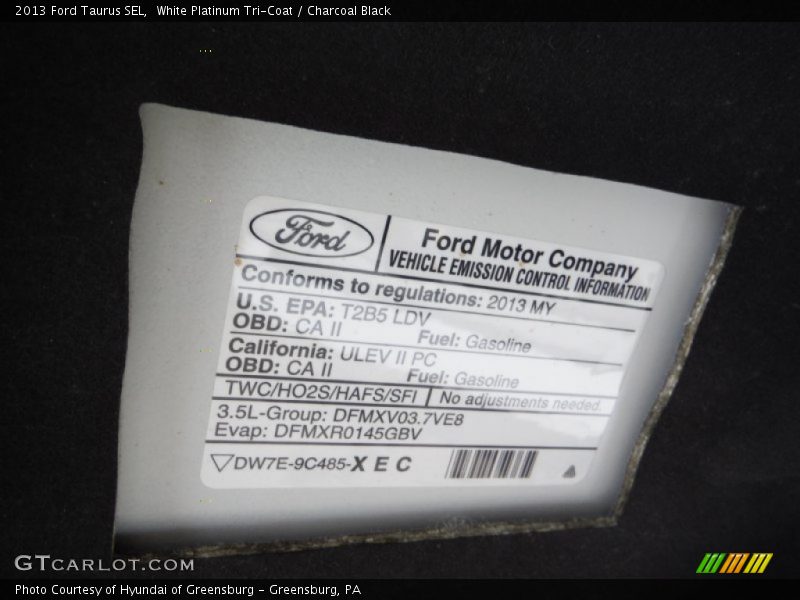 2013 Ford Taurus SEL, White Platinum Tri-Coat / Charcoal Black
Ford
Ford Motor Company
VEHICLE EMISSION CONTROL INFORMATION
Conforms to regulations: 2013 MY
U.S. EPA: T2B5 LDV
OBD: CA II Fuel: Gasoline
California: ULEV II PC
OBD: CA II Fuel: Gasoline
TWC/HO2S/HAFS/SFI No adjustments needed.
3.5L-Group: DFMXV03.7VE8
Evap: DFMXR0145GBV
DW7E-9C485-X E C
GTCARLOT.COM
Photo Courtesy of Hyundai of Greensburg - Greensburg, PA